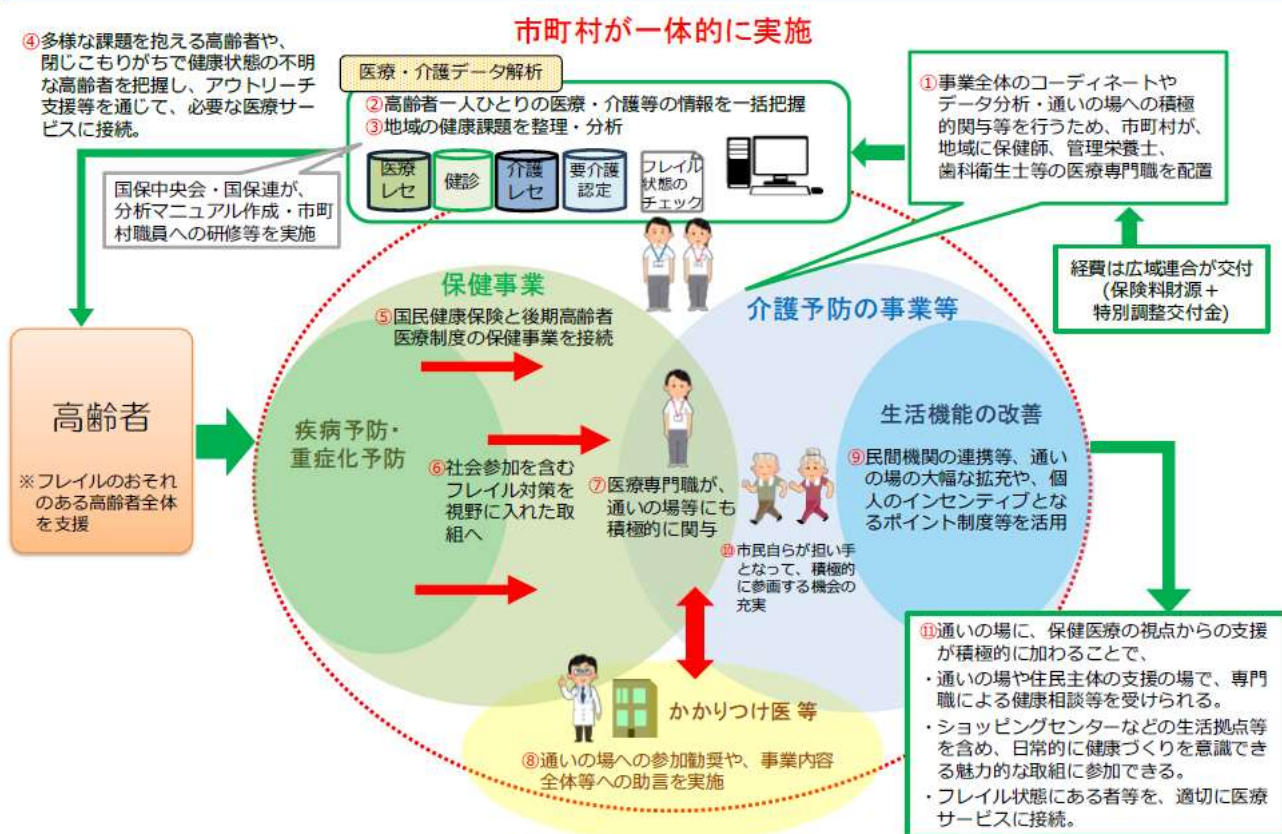 市町村が一体的に実施
④多様な課題を抱える高齢者や、
閉じこもりがちで健康状態の不明
な高齢者を把握し、アウトリーチ
支援等を通じて、必要な医療サー
ビスに接続。
医療・介護データ解析
②高齢者一人ひとりの医療・介護等の情報を一括把握
③地域の健康課題を整理・分析
医療
レセ
健診
介護
レセ
要介護
認定
フレイル
状態の
チェック
①事業全体のコーディネートや
データ分析・通いの場への積極
的関与等を行うため、市町村が、
地域に保健師、管理栄養士、
歯科衛生士等の医療専門職を配置
国保中央会・国保連が、
分析マニュアル作成・市町
村職員への研修等を実施
経費は広域連合が交付
(保険料財源+
特別調整交付金)
保健事業
⑤国民健康保険と後期高齢者
医療制度の保健事業を接続
介護予防の事業等
高齢者
※フレイルのおそれ
のある高齢者全体
を支援
疾病予防・
重症化予防
⑥社会参加を含む
フレイル対策を
視野に入れた取
組へ
⑦医療専門職が、
通いの場等にも
積極的に関与
生活機能の改善
⑨民間機関の連携等、通い
の場の大幅な拡充や、個
人のインセンティブとな
るポイント制度等を活用
⑩市民自らが担い手
となって、積極的
に参画する機会の
充実
かかりつけ医 等
⑧通いの場への参加勧奨や、事業内容
全体等への助言を実施
⑪通いの場に、保健医療の視点からの支援
が積極的に加わることで、
・通いの場や住民主体の支援の場で、専門
職による健康相談等を受けられる。
・ショッピングセンターなどの生活拠点等
を含め、日常的に健康づくりを意識でき
る魅力的な取組に参加できる。
・フレイル状態にある者等を、適切に医療
サービスに接続。